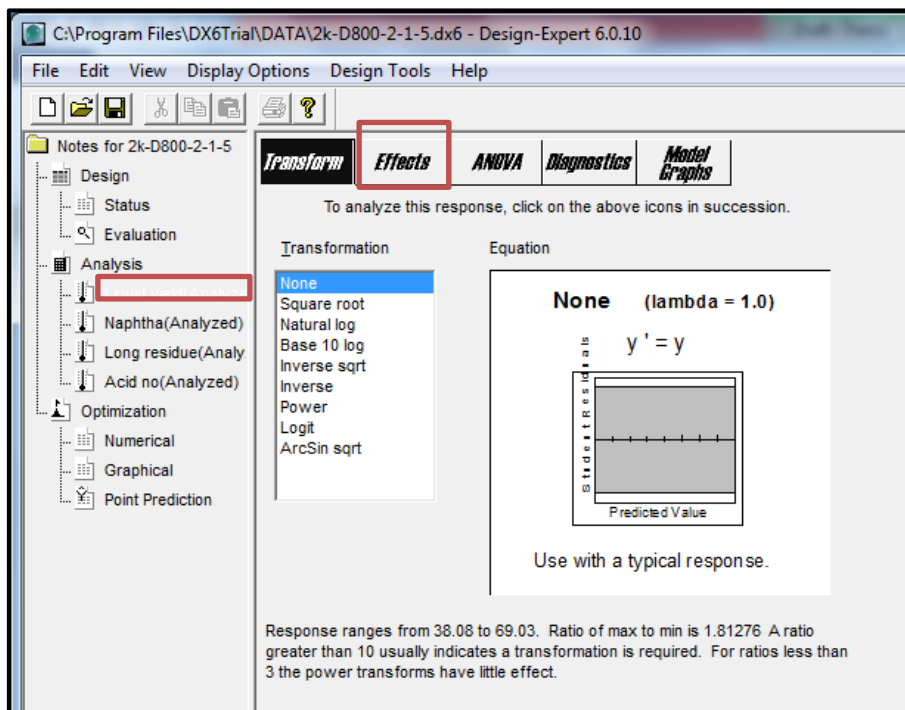 C:\Program Files\DX6Trial\DATA\2k-D800-2-1-5.dx6 - Design-Expert 6.0.10
File Edit View Display Options Design Tools Help
Notes for 2k-D800-2-1-5
Design
Status
Evaluation
Analysis
Liquid yield(Analyze
Naphtha(Analyzed)
Long residue(Analy
Acid no(Analyzed)
Optimization
Numerical
Graphical
Point Prediction
Transform Effects ANOVA Diagnostics Model Graphs
To analyze this response, click on the above icons in succession.
Transformation
None
Square root
Natural log
Base 10 log
Inverse sqrt
Inverse
Power
Logit
ArcSin sqrt
Equation
None (lambda = 1.0)
y ' = y
Student Residuals
Predicted Value
Use with a typical response.
Response ranges from 38.08 to 69.03. Ratio of max to min is 1.81276 A ratio
greater than 10 usually indicates a transformation is required. For ratios less than
3 the power transforms have little effect.